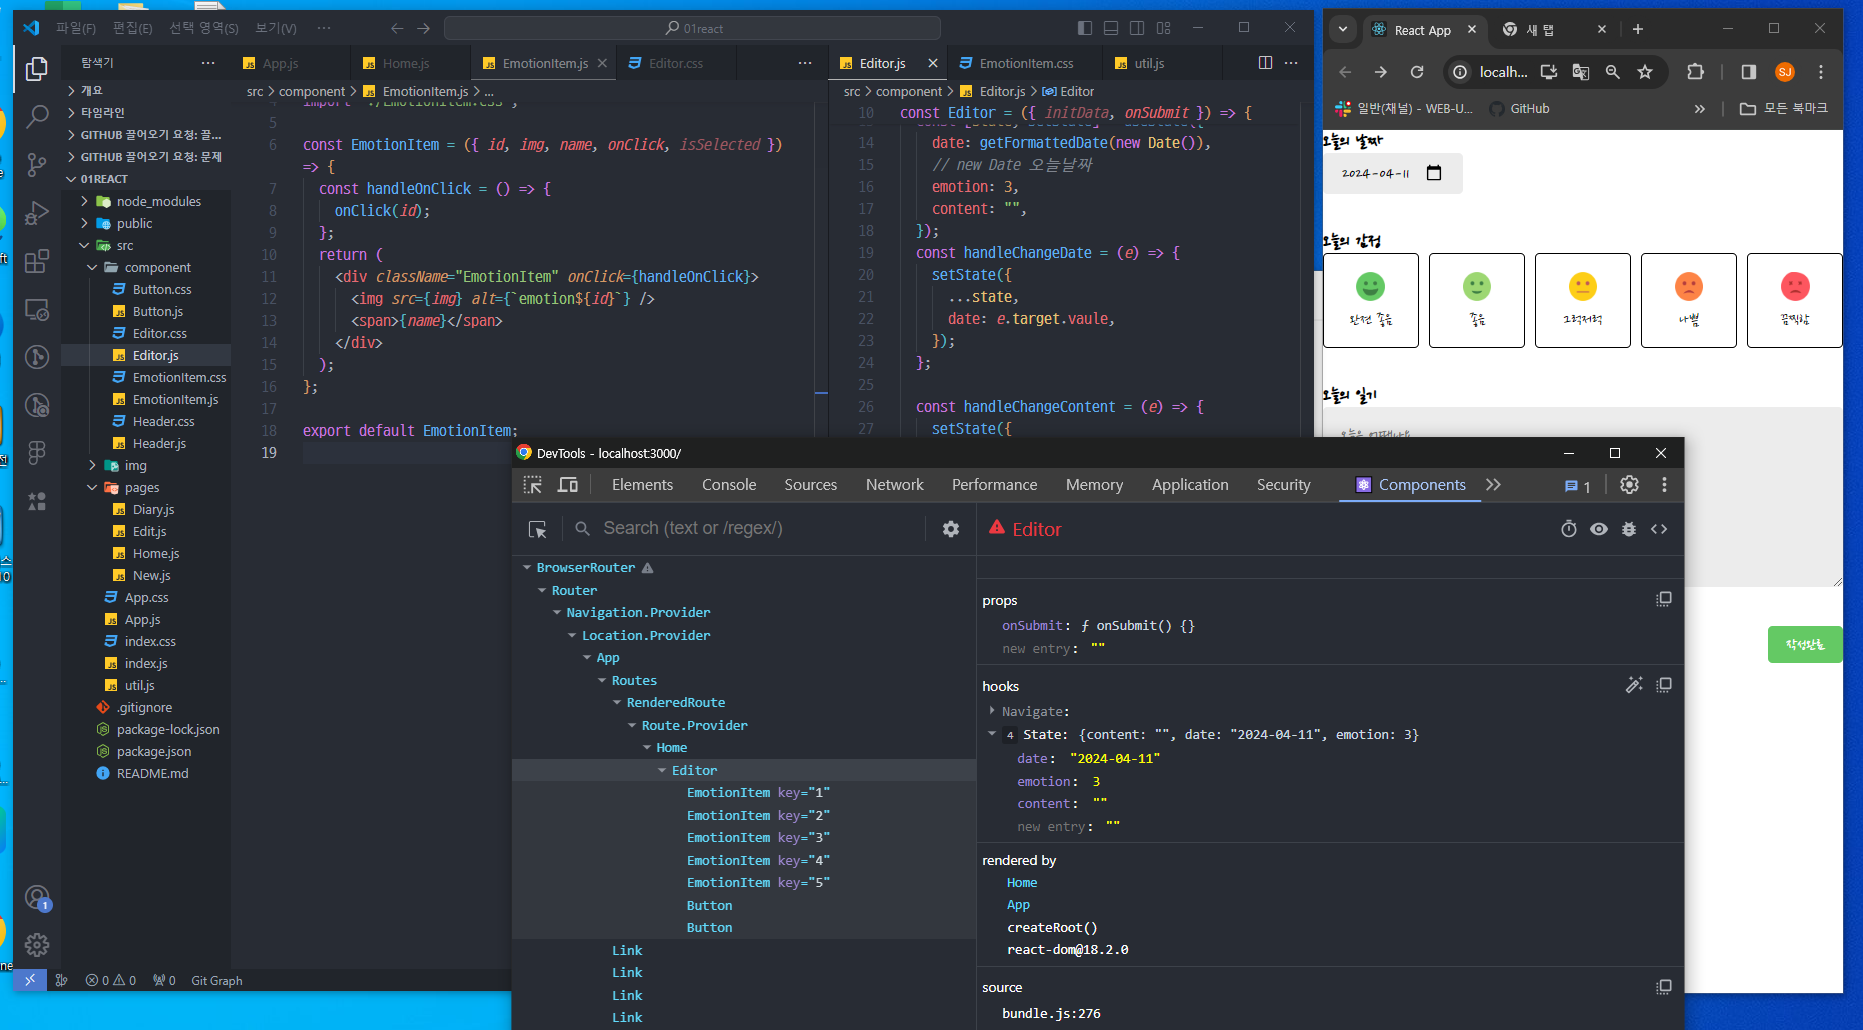 파일(F) 편집(E) 선택 영역(S) 보기(V) ··· 01react
탐색기 ···
개요
타임라인
GITHUB 끌어오기 요청: 끌...
GITHUB 끌어오기 요청: 문제
01REACT
node_modules
public
src
component
Button.css
Button.js
Editor.css
Editor.js
EmotionItem.css
EmotionItem.js
Header.css
Header.js
img
pages
Diary.js
Edit.js
Home.js
New.js
App.css
App.js
index.css
index.js
util.js
.gitignore
package-lock.json
package.json
README.md
1
0 0 0 Git Graph
App.js Home.js EmotionItem.js Editor.css ···
src > component > EmotionItem.js > ...
5
6 const EmotionItem = ({ id, img, name, onClick, isSelected })
=> {
7 const handleOnClick = () => {
8 onClick(id);
9 };
10 return (
11 <div className="EmotionItem" onClick={handleOnClick}>
12 <img src={img} alt={`emotion${id}`} />
13 <span>{name}</span>
14 </div>
15 );
16 };
17
18 export default EmotionItem;
19
Editor.js EmotionItem.css util.js ···
src > component > Editor.js > Editor
10 const Editor = ({ initData, onSubmit }) => {
14 date: getFormattedDate(new Date()),
15 // new Date 오늘날짜
16 emotion: 3,
17 content: "",
18 });
19 const handleChangeDate = (e) => {
20 setState({
21 ...state,
22 date: e.target.vaule,
23 });
24 };
25
26 const handleChangeContent = (e) => {
27 setState({
React App 새 탭
localh... SJ
일반(채널) - WEB-U... GitHub » 모든 북마크
오늘의 날짜
2024-04-11
오늘의 감정
완전 좋음 좋음 그럭저럭 나쁨 끔찍함
오늘의 일기
작성완료
DevTools - localhost:3000/
Elements Console Sources Network Performance Memory Application Security Components 1
Search (text or /regex/)
BrowserRouter
Router
Navigation.Provider
Location.Provider
App
Routes
RenderedRoute
Route.Provider
Home
Editor
EmotionItem key="1"
EmotionItem key="2"
EmotionItem key="3"
EmotionItem key="4"
EmotionItem key="5"
Button
Button
Link
Link
Link
Link
Editor
props
onSubmit: ƒ onSubmit() {}
new entry: ""
hooks
Navigate:
4 State: {content: "", date: "2024-04-11", emotion: 3}
date: "2024-04-11"
emotion: 3
content: ""
new entry: ""
rendered by
Home
App
createRoot()
react-dom@18.2.0
source
bundle.js:276